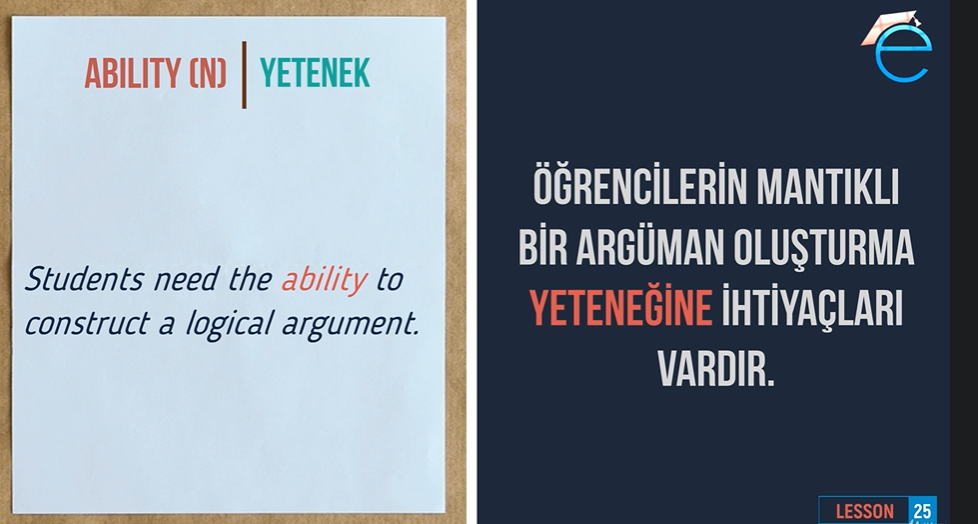 ABILITY (N) | YETENEK
Students need the ability to
construct a logical argument.
ÖĞRENCİLERİN MANTIKLI
BİR ARGÜMAN OLUŞTURMA
YETENEĞİNE İHTİYAÇLARI
VARDIR.
LESSON 25